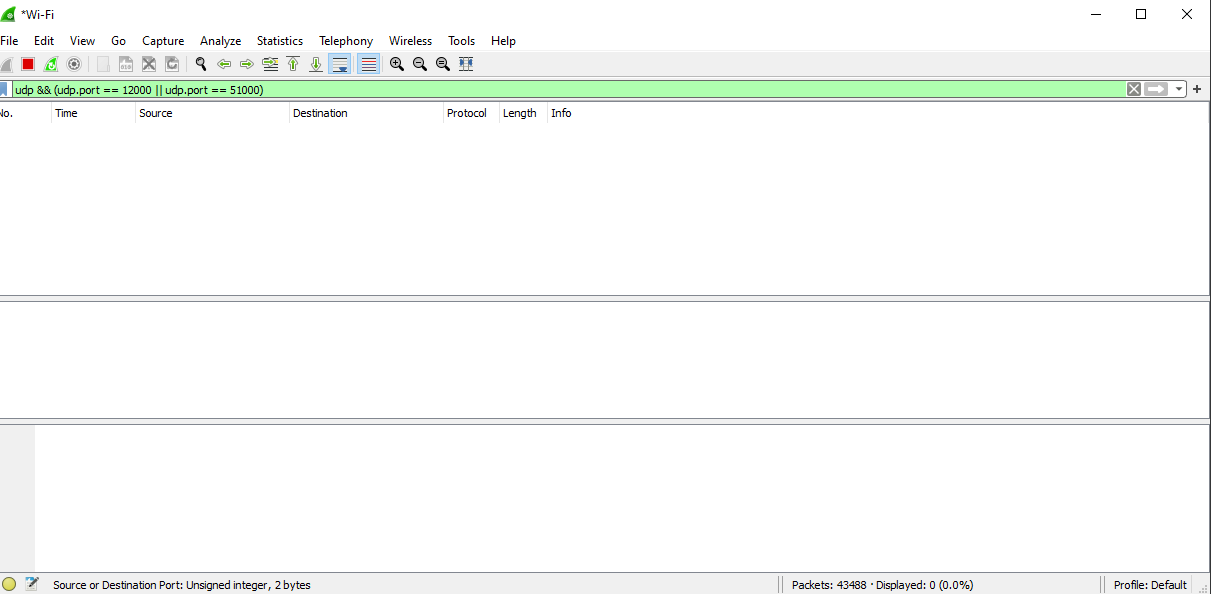 *Wi-Fi
File Edit View Go Capture Analyze Statistics Telephony Wireless Tools Help
udp && (udp.port == 12000 || udp.port == 51000)
No. Time Source Destination Protocol Length Info
Source or Destination Port: Unsigned integer, 2 bytes Packets: 43488 · Displayed: 0 (0.0%) Profile: Default